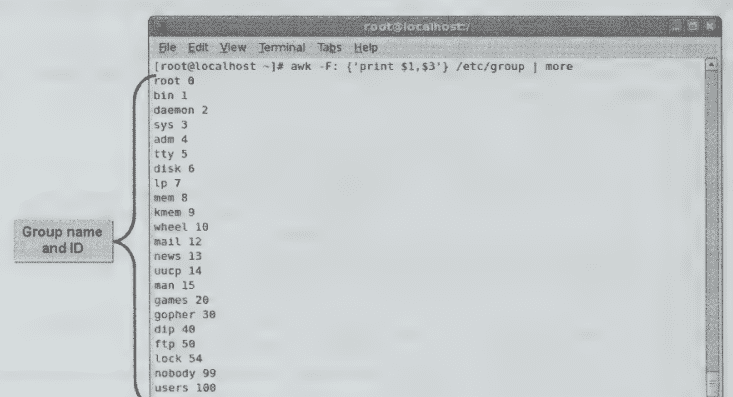 root@localhost:/
File Edit View Terminal Tabs Help
[root@localhost ~]# awk -F: {'print $1,$3'} /etc/group | more
root 0
bin 1
daemon 2
sys 3
adm 4
tty 5
disk 6
lp 7
mem 8
kmem 9
wheel 10
mail 12
news 13
uucp 14
man 15
games 20
gopher 30
dip 40
ftp 50
lock 54
nobody 99
users 100
Group name
and ID